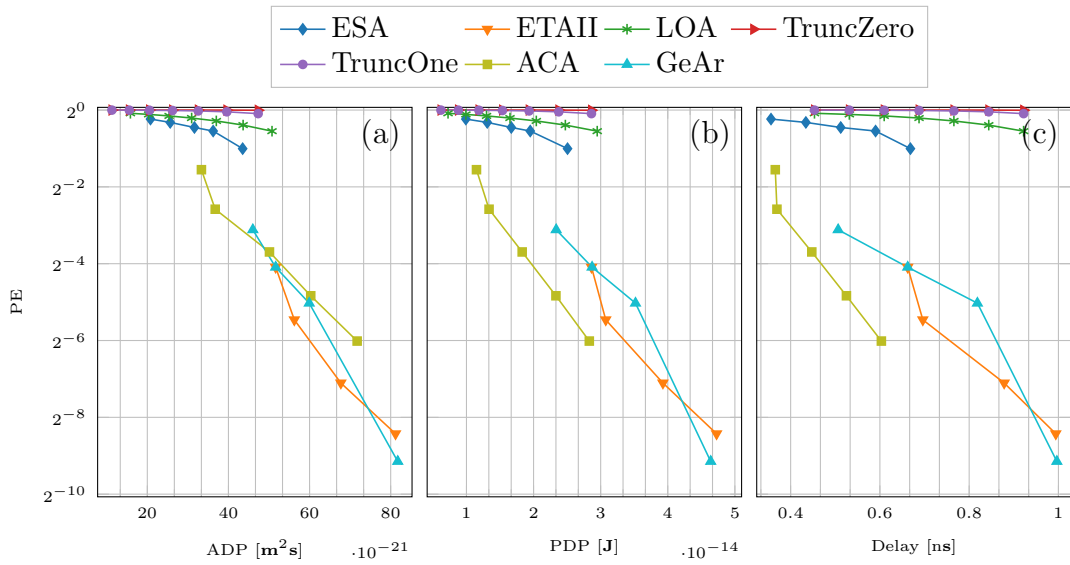 ESA ETAII LOA TruncZero
TruncOne ACA GeAr
2^0
2^−2
2^−4
2^−6
2^−8
2^−10
PE
(a) (b) (c)
20 40 60 80
1 2 3 4 5
0.4 0.6 0.8 1
ADP [m²s] ·10^−21
PDP [J] ·10^−14
Delay [ns]